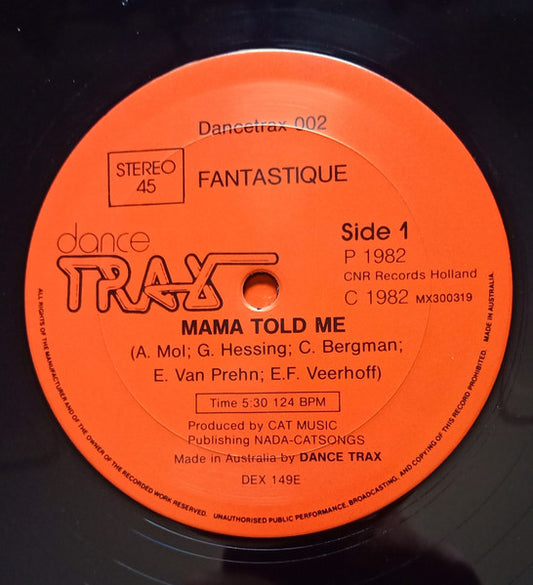 Dancetrax 002
STEREO
45
FANTASTIQUE
dance
TRAX
Side 1
P 1982
CNR Records Holland
C 1982 MX300319
MAMA TOLD ME
(A. Mol; G. Hessing; C. Bergman;
E. Van Prehn; E.F. Veerhoff)
Time 5:30 124 BPM
Produced by CAT MUSIC
Publishing NADA-CATSONGS
Made in Australia by DANCE TRAX
DEX 149E
ALL RIGHTS OF THE MANUFACTURER AND OF THE OWNER OF THE RECORDED WORK RESERVED. UNAUTHORISED PUBLIC PERFORMANCE, BROADCASTING, AND COPYING OF THIS RECORD PROHIBITED. MADE IN AUSTRALIA.